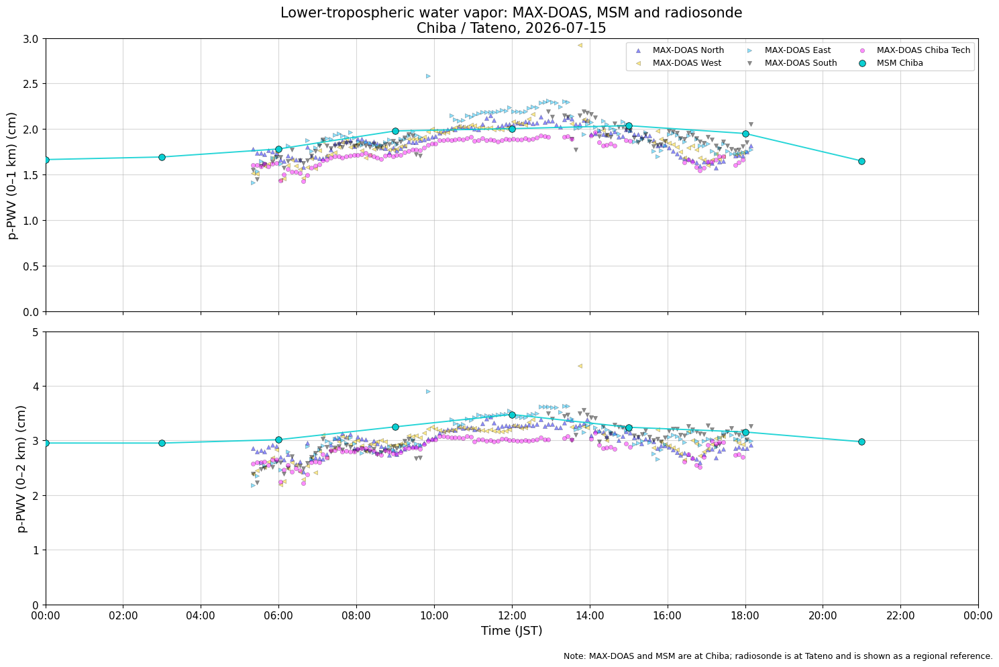 Lower-tropospheric water vapor: MAX-DOAS, MSM and radiosonde
Chiba / Tateno, 2026-07-15
p-PWV (0–1 km) (cm)
3.0
2.5
2.0
1.5
1.0
0.5
0.0
MAX-DOAS North
MAX-DOAS West
MAX-DOAS East
MAX-DOAS South
MAX-DOAS Chiba Tech
MSM Chiba
p-PWV (0–2 km) (cm)
5
4
3
2
1
0
00:00 02:00 04:00 06:00 08:00 10:00 12:00 14:00 16:00 18:00 20:00 22:00 00:00
Time (JST)
Note: MAX-DOAS and MSM are at Chiba; radiosonde is at Tateno and is shown as a regional reference.